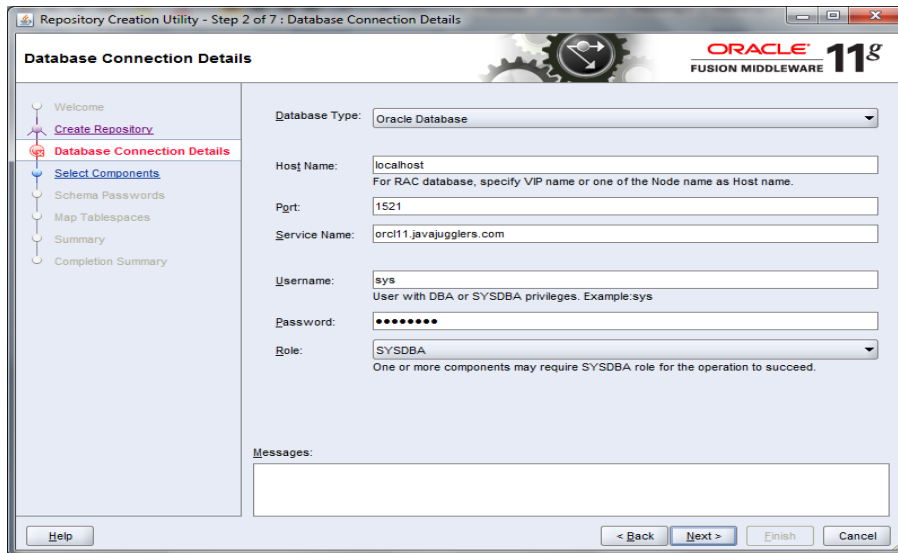 Repository Creation Utility - Step 2 of 7 : Database Connection Details
Database Connection Details
ORACLE
FUSION MIDDLEWARE 11g
Welcome
Create Repository
Database Connection Details
Select Components
Schema Passwords
Map Tablespaces
Summary
Completion Summary
Database Type: Oracle Database
Host Name: localhost
For RAC database, specify VIP name or one of the Node name as Host name.
Port: 1521
Service Name: orcl11.javajugglers.com
Username: sys
User with DBA or SYSDBA privileges. Example:sys
Password: ●●●●●●●●
Role: SYSDBA
One or more components may require SYSDBA role for the operation to succeed.
Messages:
Help < Back Next > Finish Cancel